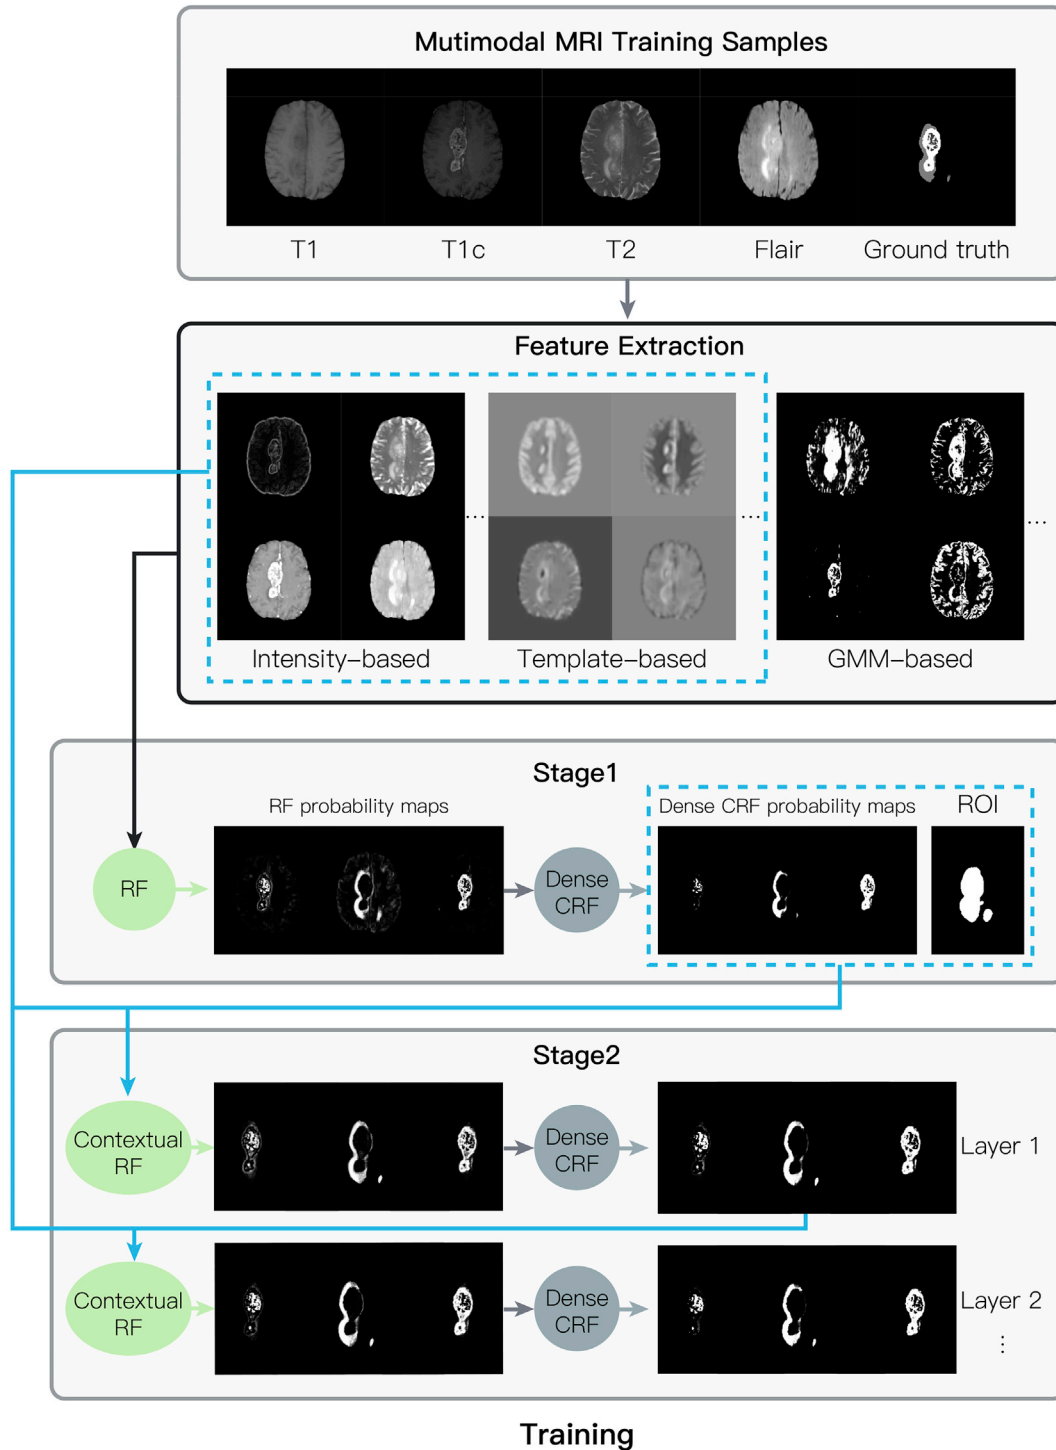 Mutimodal MRI Training Samples
T1
T1c
T2
Flair
Ground truth
Feature Extraction
...
...
...
Intensity-based
Template-based
GMM-based
Stage1
RF probability maps
Dense CRF probability maps
ROI
RF
Dense
CRF
Stage2
Contextual
RF
Dense
CRF
Layer 1
Contextual
RF
Dense
CRF
Layer 2
⋮
Training